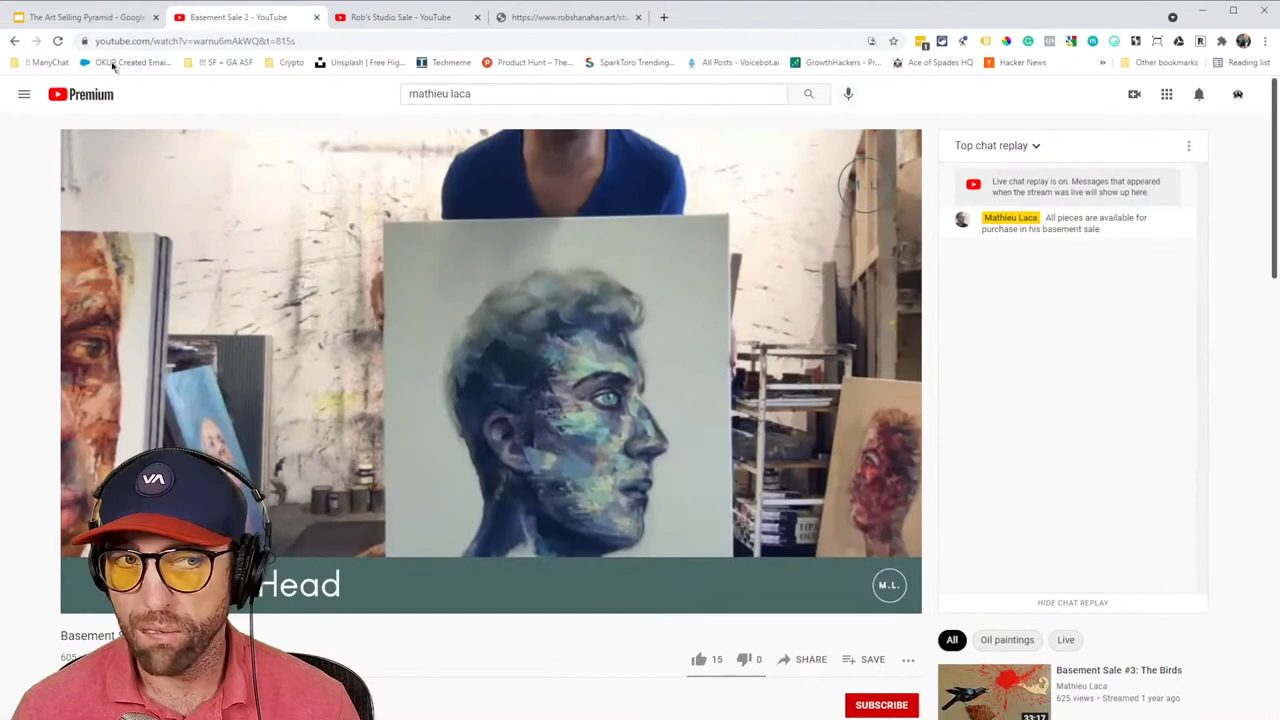 The Art Selling Pyramid - Google
Basement Sale 2 - YouTube
Rob's Studio Sale - YouTube
https://www.robshanahan.art/stu
youtube.com/watch?v=warnu6mAkWQ&t=815s
!! ManyChat
OKUP Created Emai...
!!! SF + GA ASF
Crypto
Unsplash | Free Hig...
Techmeme
Product Hunt – The...
SparkToro Trending...
All Posts - Voicebot.ai
GrowthHackers - Pr...
Ace of Spades HQ
Hacker News
Other bookmarks
Reading list
Premium
mathieu laca
Top chat replay
Live chat replay is on. Messages that appeared
when the stream was live will show up here.
Mathieu Laca All pieces are available for
purchase in his basement sale.
M.L.
Head
M.L.
HIDE CHAT REPLAY
Basement
605
15
0
SHARE
SAVE
SUBSCRIBE
All
Oil paintings
Live
Basement Sale #3: The Birds
Mathieu Laca
625 views • Streamed 1 year ago
33:17
VA